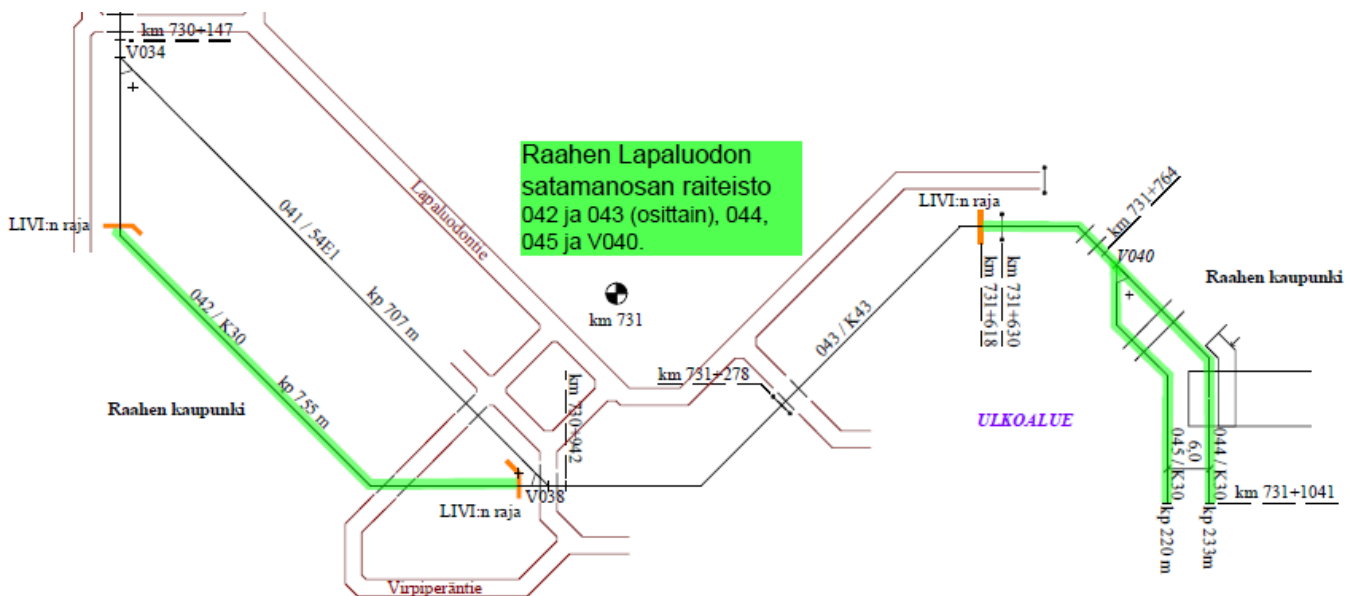 km 730+147
V034
LIVI:n raja
042 / K30
kp 755 m
Raahen kaupunki
041 / 54E1
kp 707 m
Lapaluodontie
Raahen Lapaluodon
satamanosan raiteisto
042 ja 043 (osittain), 044,
045 ja V040.
km 731
km 731+278
km 730+942
V038
LIVI:n raja
Virpiperäntie
043 / K43
LIVI:n raja
km 731+618
km 731+630
km 731+764
V040
Raahen kaupunki
ULKOALUE
045 / K30
6.0
044 / K30
km 731+1041
kp 220 m
kp 233m